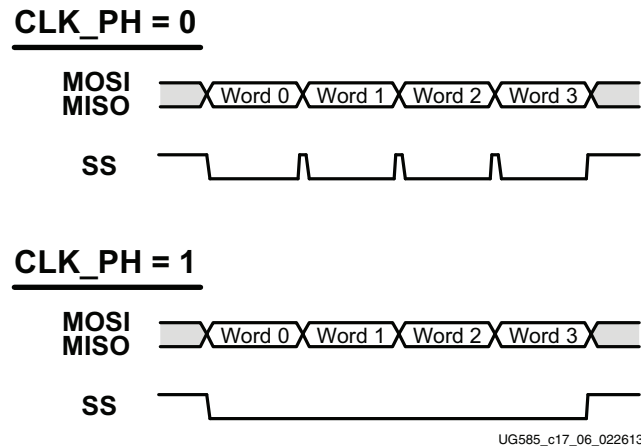 CLK_PH = 0
MOSI
MISO
Word 0 Word 1 Word 2 Word 3
SS
CLK_PH = 1
MOSI
MISO
Word 0 Word 1 Word 2 Word 3
SS
UG585_c17_06_022613